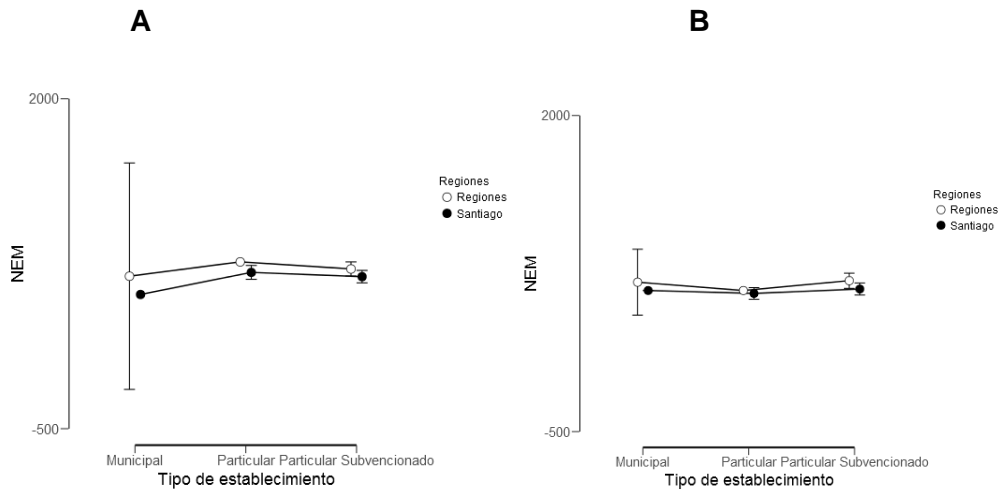 A
2000
-500
NEM
Municipal
Particular
Particular Subvencionado
Tipo de establecimiento
Regiones
Regiones
Santiago
B
2000
-500
NEM
Municipal
Particular
Particular Subvencionado
Tipo de establecimiento
Regiones
Regiones
Santiago